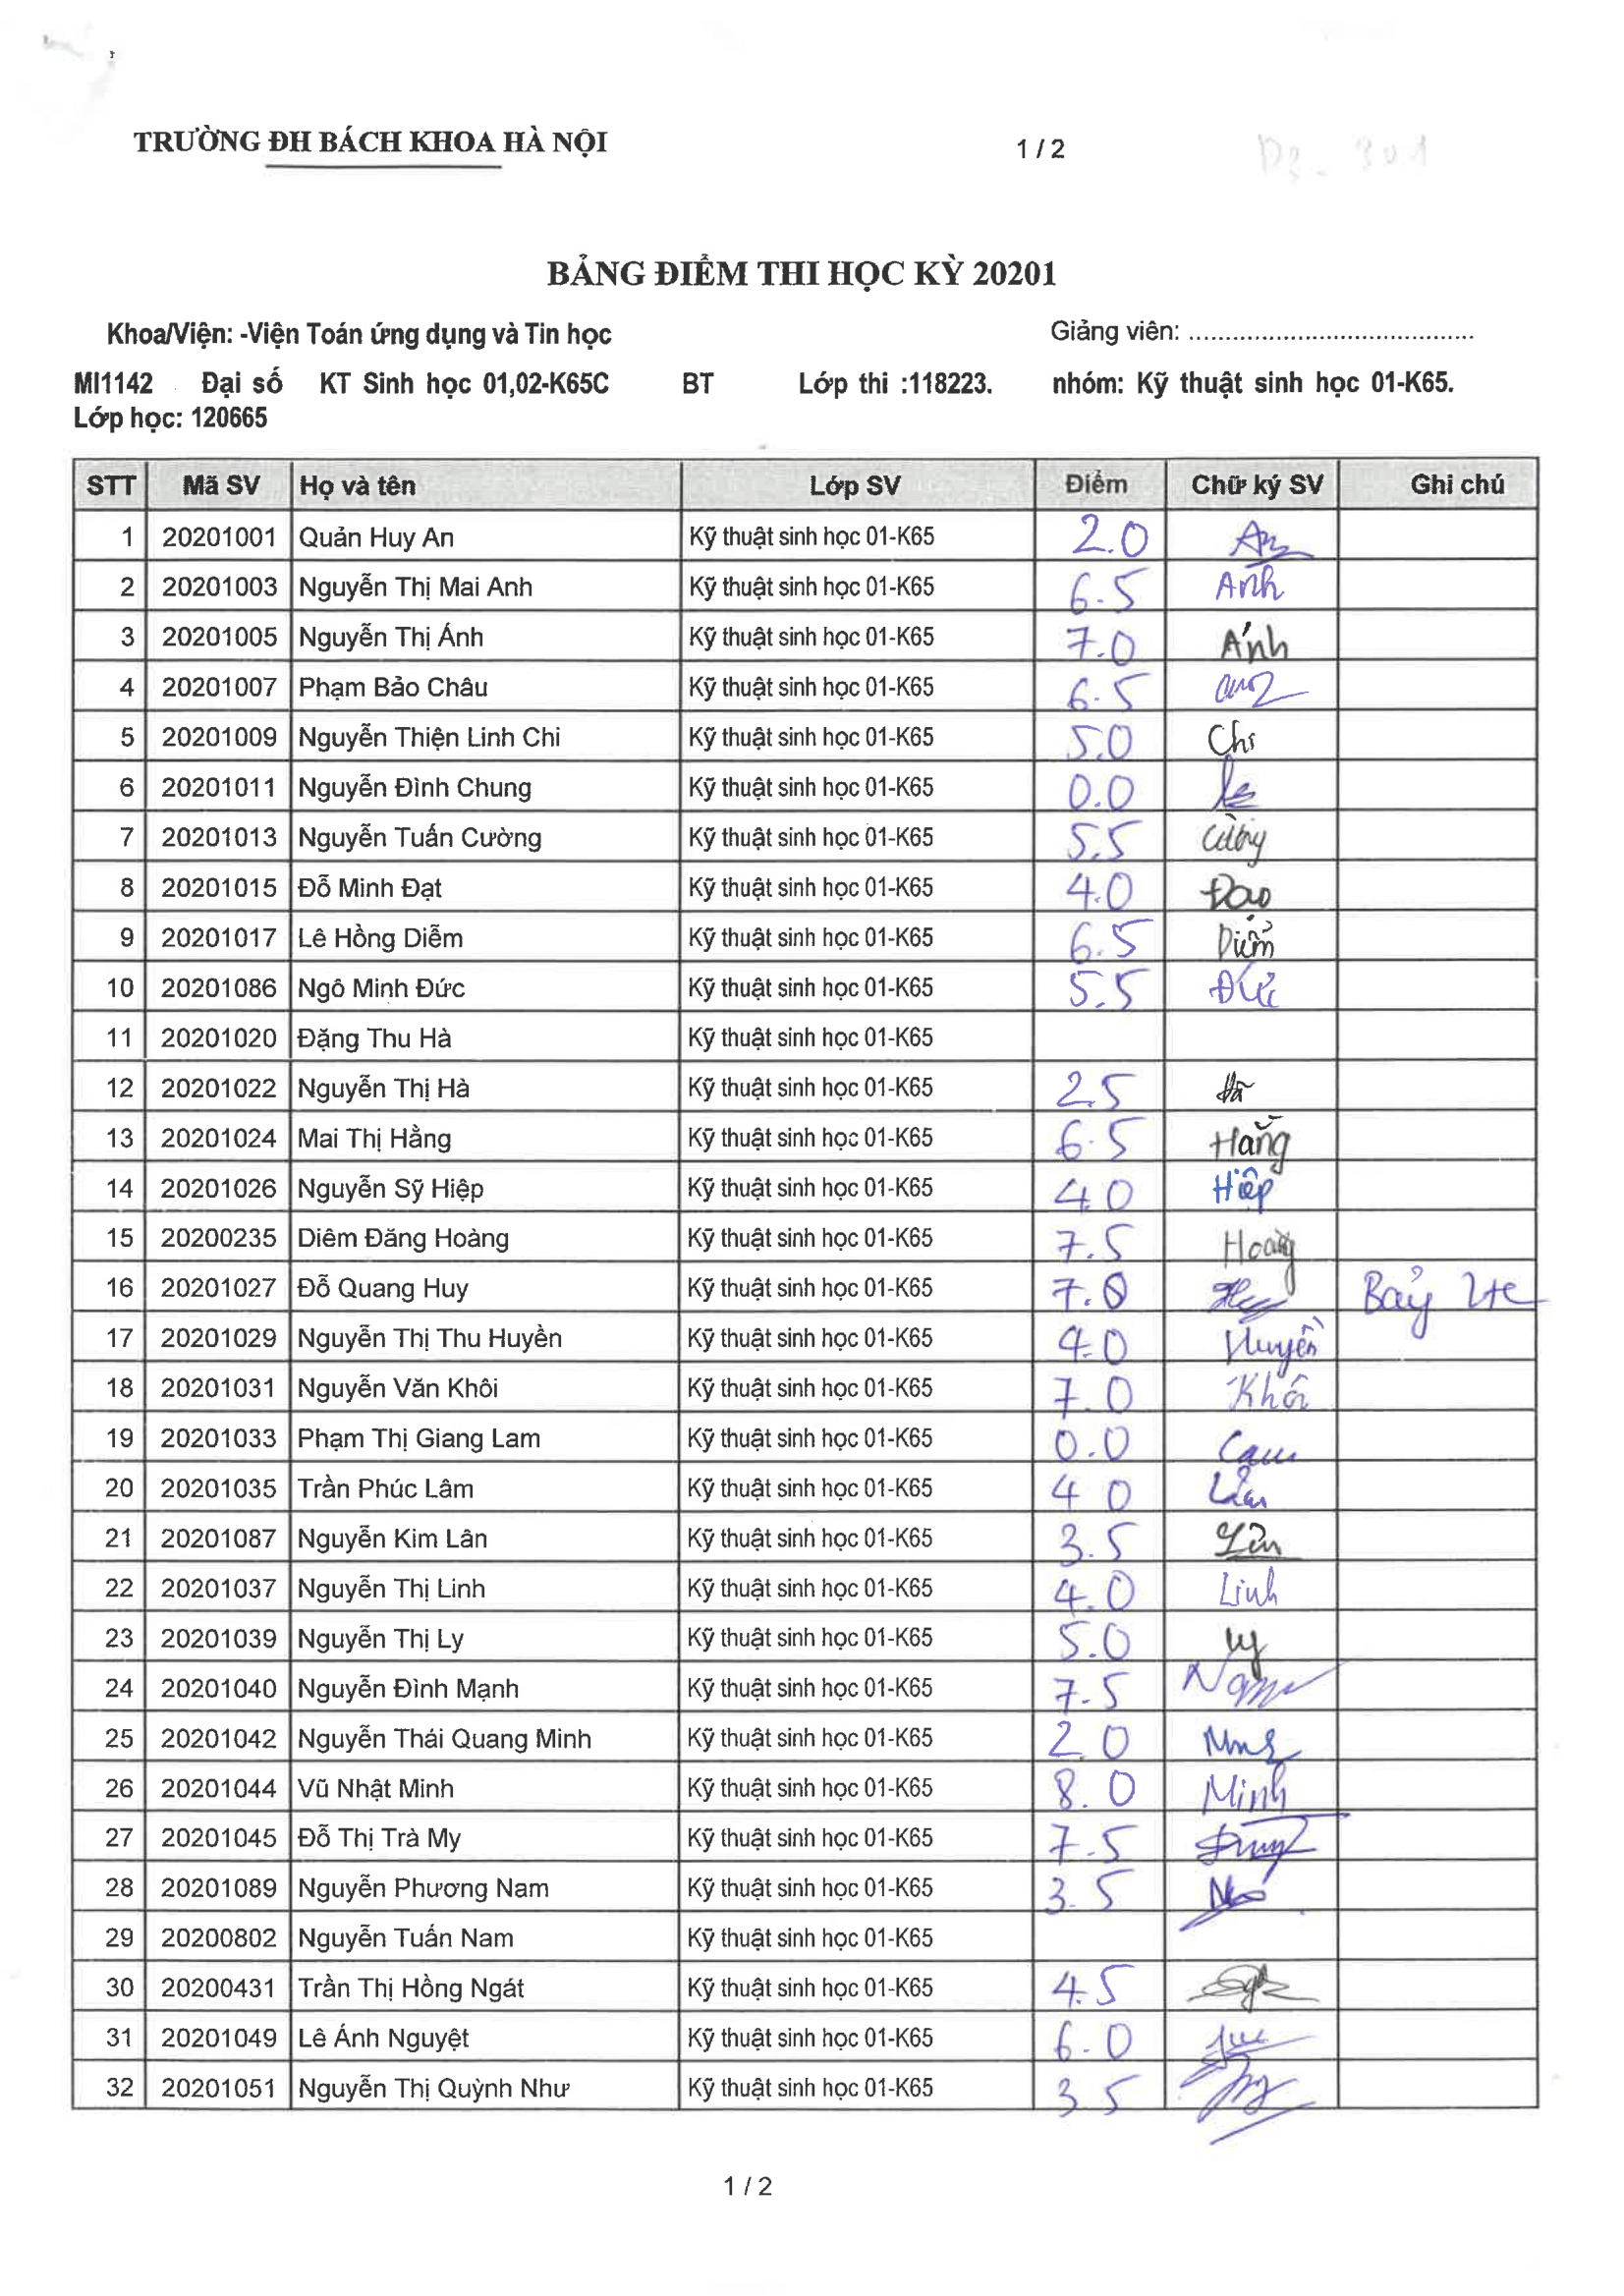 TRƯỜNG ĐH BÁCH KHOA HÀ NỘI 1 / 2
BẢNG ĐIỂM THI HỌC KỲ 20201
Khoa/Viện: -Viện Toán ứng dụng và Tin học Giảng viên: ......................................
MI1142 Đại số KT Sinh học 01,02-K65C BT Lớp thi :118223. nhóm: Kỹ thuật sinh học 01-K65.
Lớp học: 120665
STT Mã SV Họ và tên Lớp SV Điểm Chữ ký SV Ghi chú
1 20201001 Quản Huy An Kỹ thuật sinh học 01-K65 2.0 An
2 20201003 Nguyễn Thị Mai Anh Kỹ thuật sinh học 01-K65 6.5 Anh
3 20201005 Nguyễn Thị Ánh Kỹ thuật sinh học 01-K65 7.0 Ánh
4 20201007 Phạm Bảo Châu Kỹ thuật sinh học 01-K65 6.5
5 20201009 Nguyễn Thiện Linh Chi Kỹ thuật sinh học 01-K65 5.0 Chi
6 20201011 Nguyễn Đình Chung Kỹ thuật sinh học 01-K65 0.0
7 20201013 Nguyễn Tuấn Cường Kỹ thuật sinh học 01-K65 5.5 Cường
8 20201015 Đỗ Minh Đạt Kỹ thuật sinh học 01-K65 4.0
9 20201017 Lê Hồng Diễm Kỹ thuật sinh học 01-K65 6.5 Diễm
10 20201086 Ngô Minh Đức Kỹ thuật sinh học 01-K65 5.5 Đức
11 20201020 Đặng Thu Hà Kỹ thuật sinh học 01-K65
12 20201022 Nguyễn Thị Hà Kỹ thuật sinh học 01-K65 2.5 Hà
13 20201024 Mai Thị Hằng Kỹ thuật sinh học 01-K65 6.5 Hằng
14 20201026 Nguyễn Sỹ Hiệp Kỹ thuật sinh học 01-K65 4.0 Hiệp
15 20200235 Diêm Đăng Hoàng Kỹ thuật sinh học 01-K65 7.5 Hoàng
16 20201027 Đỗ Quang Huy Kỹ thuật sinh học 01-K65 7.0 Huy Bảy
17 20201029 Nguyễn Thị Thu Huyền Kỹ thuật sinh học 01-K65 4.0 Huyền
18 20201031 Nguyễn Văn Khôi Kỹ thuật sinh học 01-K65 7.0 Khôi
19 20201033 Phạm Thị Giang Lam Kỹ thuật sinh học 01-K65 0.0 Lam
20 20201035 Trần Phúc Lâm Kỹ thuật sinh học 01-K65 4 0 Lâm
21 20201087 Nguyễn Kim Lân Kỹ thuật sinh học 01-K65 3.5 Lân
22 20201037 Nguyễn Thị Linh Kỹ thuật sinh học 01-K65 4.0 Linh
23 20201039 Nguyễn Thị Ly Kỹ thuật sinh học 01-K65 5.0 Ly
24 20201040 Nguyễn Đình Mạnh Kỹ thuật sinh học 01-K65 7.5
25 20201042 Nguyễn Thái Quang Minh Kỹ thuật sinh học 01-K65 2.0
26 20201044 Vũ Nhật Minh Kỹ thuật sinh học 01-K65 8.0 Minh
27 20201045 Đỗ Thị Trà My Kỹ thuật sinh học 01-K65 7.5
28 20201089 Nguyễn Phương Nam Kỹ thuật sinh học 01-K65 3.5
29 20200802 Nguyễn Tuấn Nam Kỹ thuật sinh học 01-K65
30 20200431 Trần Thị Hồng Ngát Kỹ thuật sinh học 01-K65 4.5
31 20201049 Lê Ánh Nguyệt Kỹ thuật sinh học 01-K65 6.0
32 20201051 Nguyễn Thị Quỳnh Như Kỹ thuật sinh học 01-K65 3.5
1 / 2